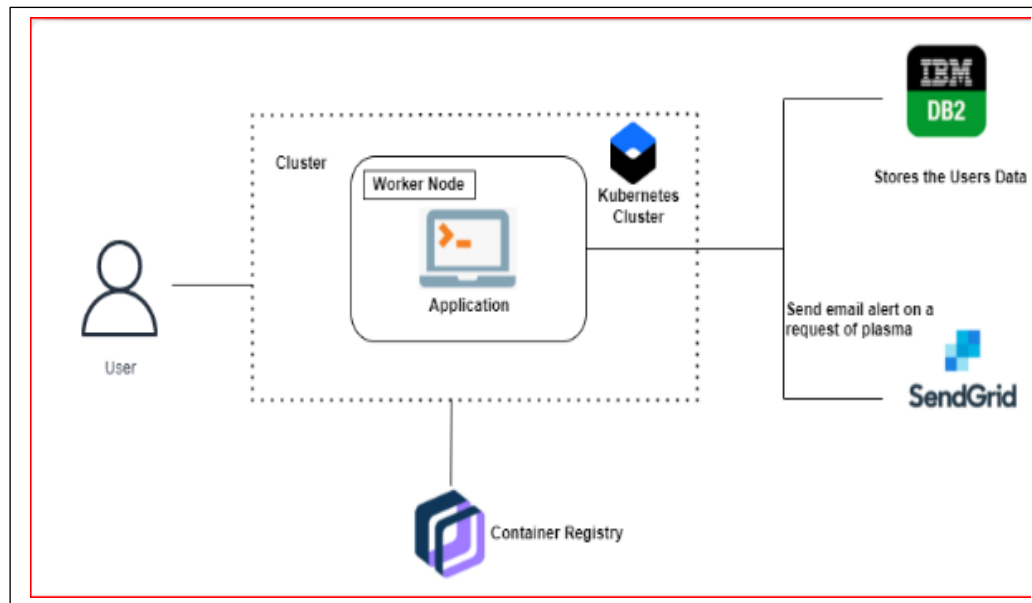 IBM
DB2
Stores the Users Data
Cluster
Worker Node
Kubernetes
Cluster
Application
User
Send email alert on a
request of plasma
SendGrid
Container Registry